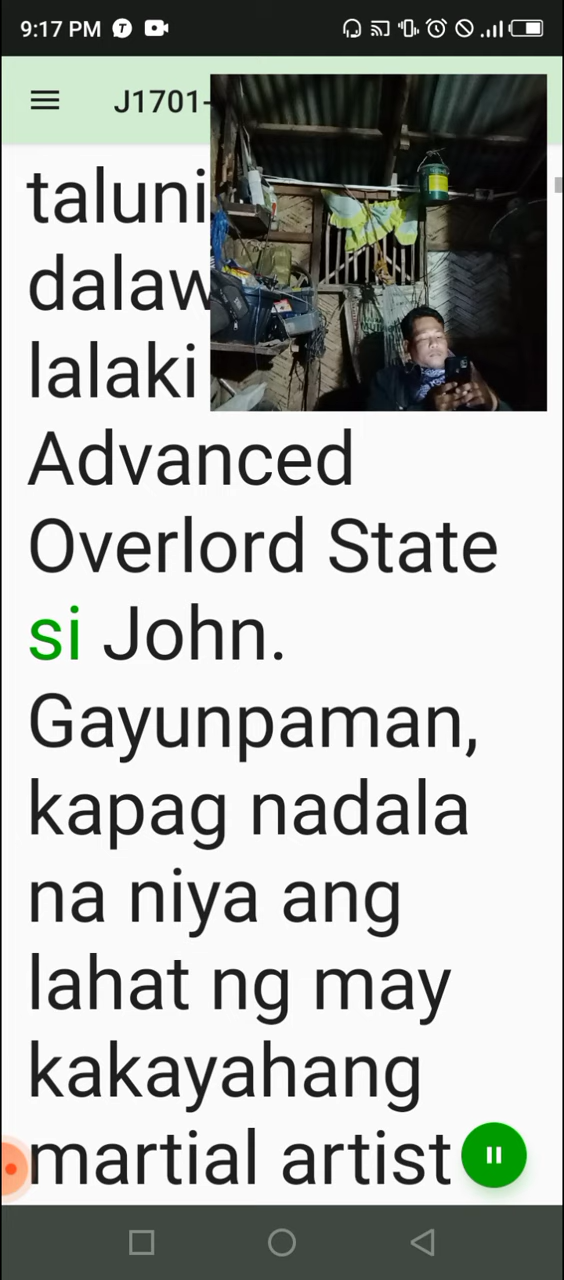 9:17 PM
J1701-
taluni
dalaw
lalaki
Advanced
Overlord State
si John.
Gayunpaman,
kapag nadala
na niya ang
lahat ng may
kakayahang
martial artist